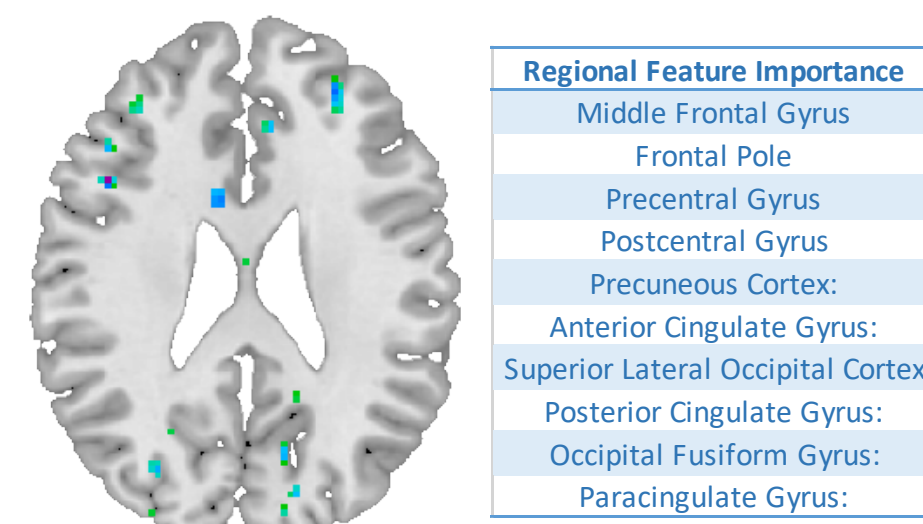 Regional Feature Importance
Middle Frontal Gyrus
Frontal Pole
Precentral Gyrus
Postcentral Gyrus
Precuneous Cortex:
Anterior Cingulate Gyrus:
Superior Lateral Occipital Cortex
Posterior Cingulate Gyrus:
Occipital Fusiform Gyrus:
Paracingulate Gyrus: